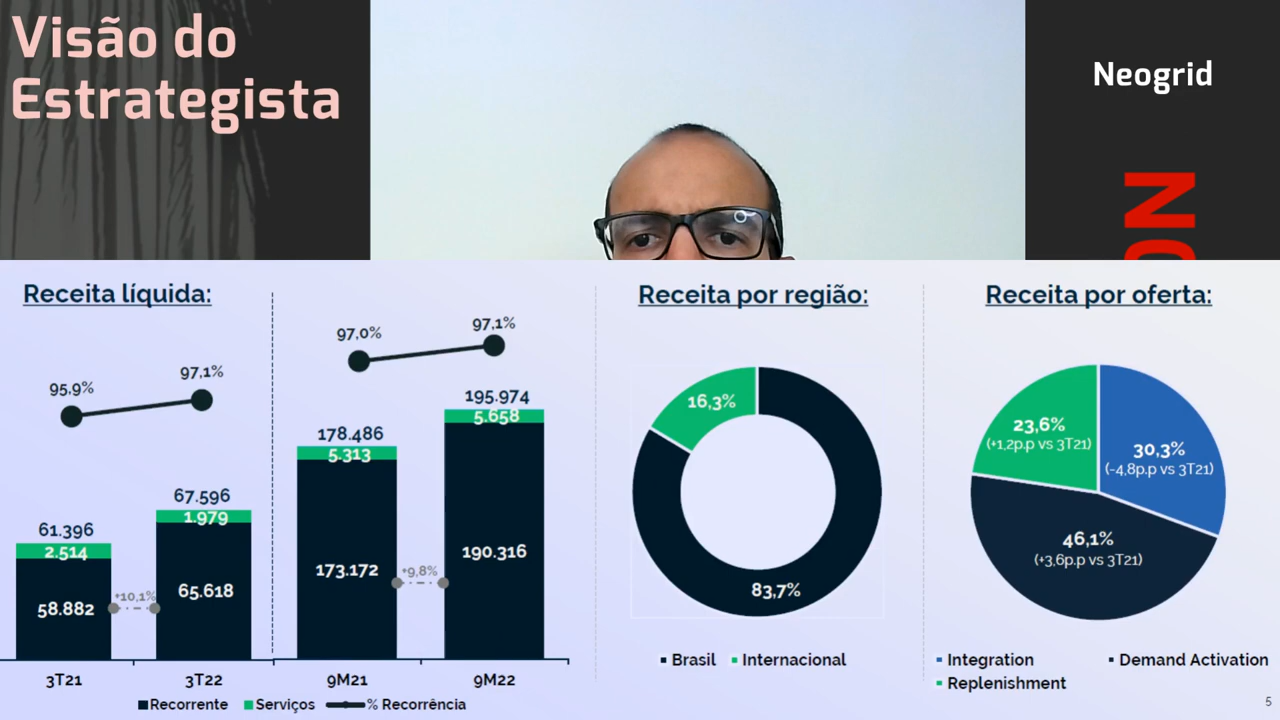 Visão do
Estrategista
Neogrid
Receita líquida:
95,9%
97,1%
97,0%
97,1%
61.396
2.514
58.882
+10,1%
67.596
1.979
65.618
178.486
5.313
173.172
+9,8%
195.974
5.658
190.316
3T21
3T22
9M21
9M22
Recorrente
Serviços
% Recorrência
Receita por região:
16,3%
83,7%
Brasil
Internacional
Receita por oferta:
23,6%
(+1,2p.p vs 3T21)
30,3%
(-4,8p.p vs 3T21)
46,1%
(+3,6p.p vs 3T21)
Integration
Demand Activation
Replenishment
5